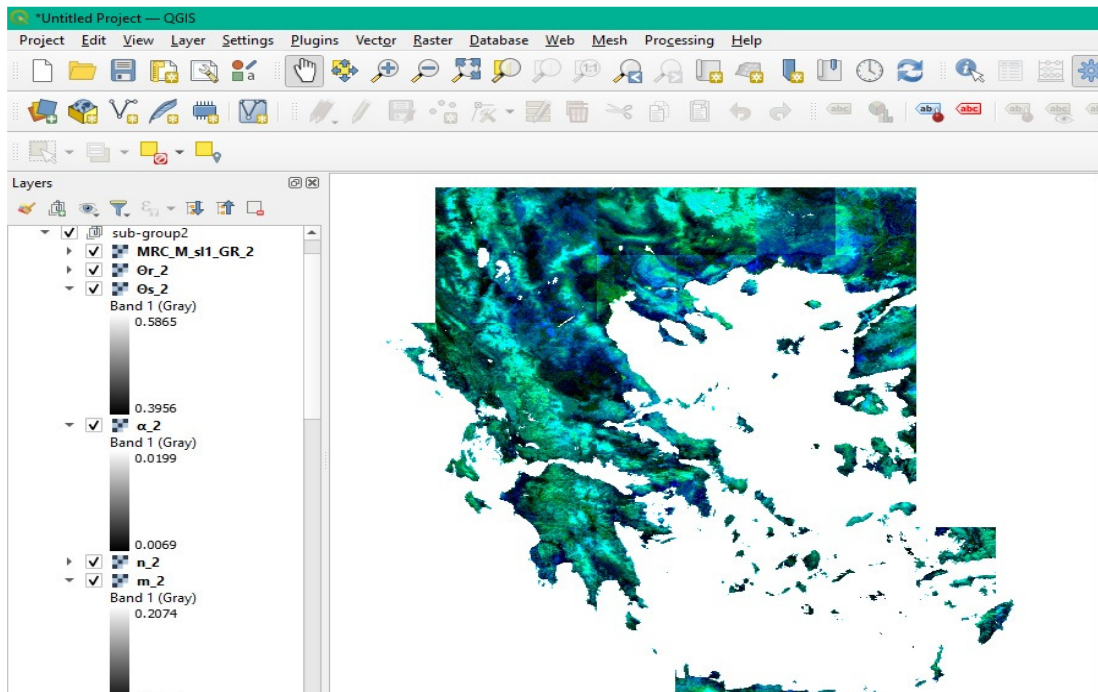 *Untitled Project — QGIS
Project Edit View Layer Settings Plugins Vector Raster Database Web Mesh Processing Help
Layers
sub-group2
MRC_M_sl1_GR_2
Θr_2
Θs_2
Band 1 (Gray)
0.5865
0.3956
α_2
Band 1 (Gray)
0.0199
0.0069
n_2
m_2
Band 1 (Gray)
0.2074